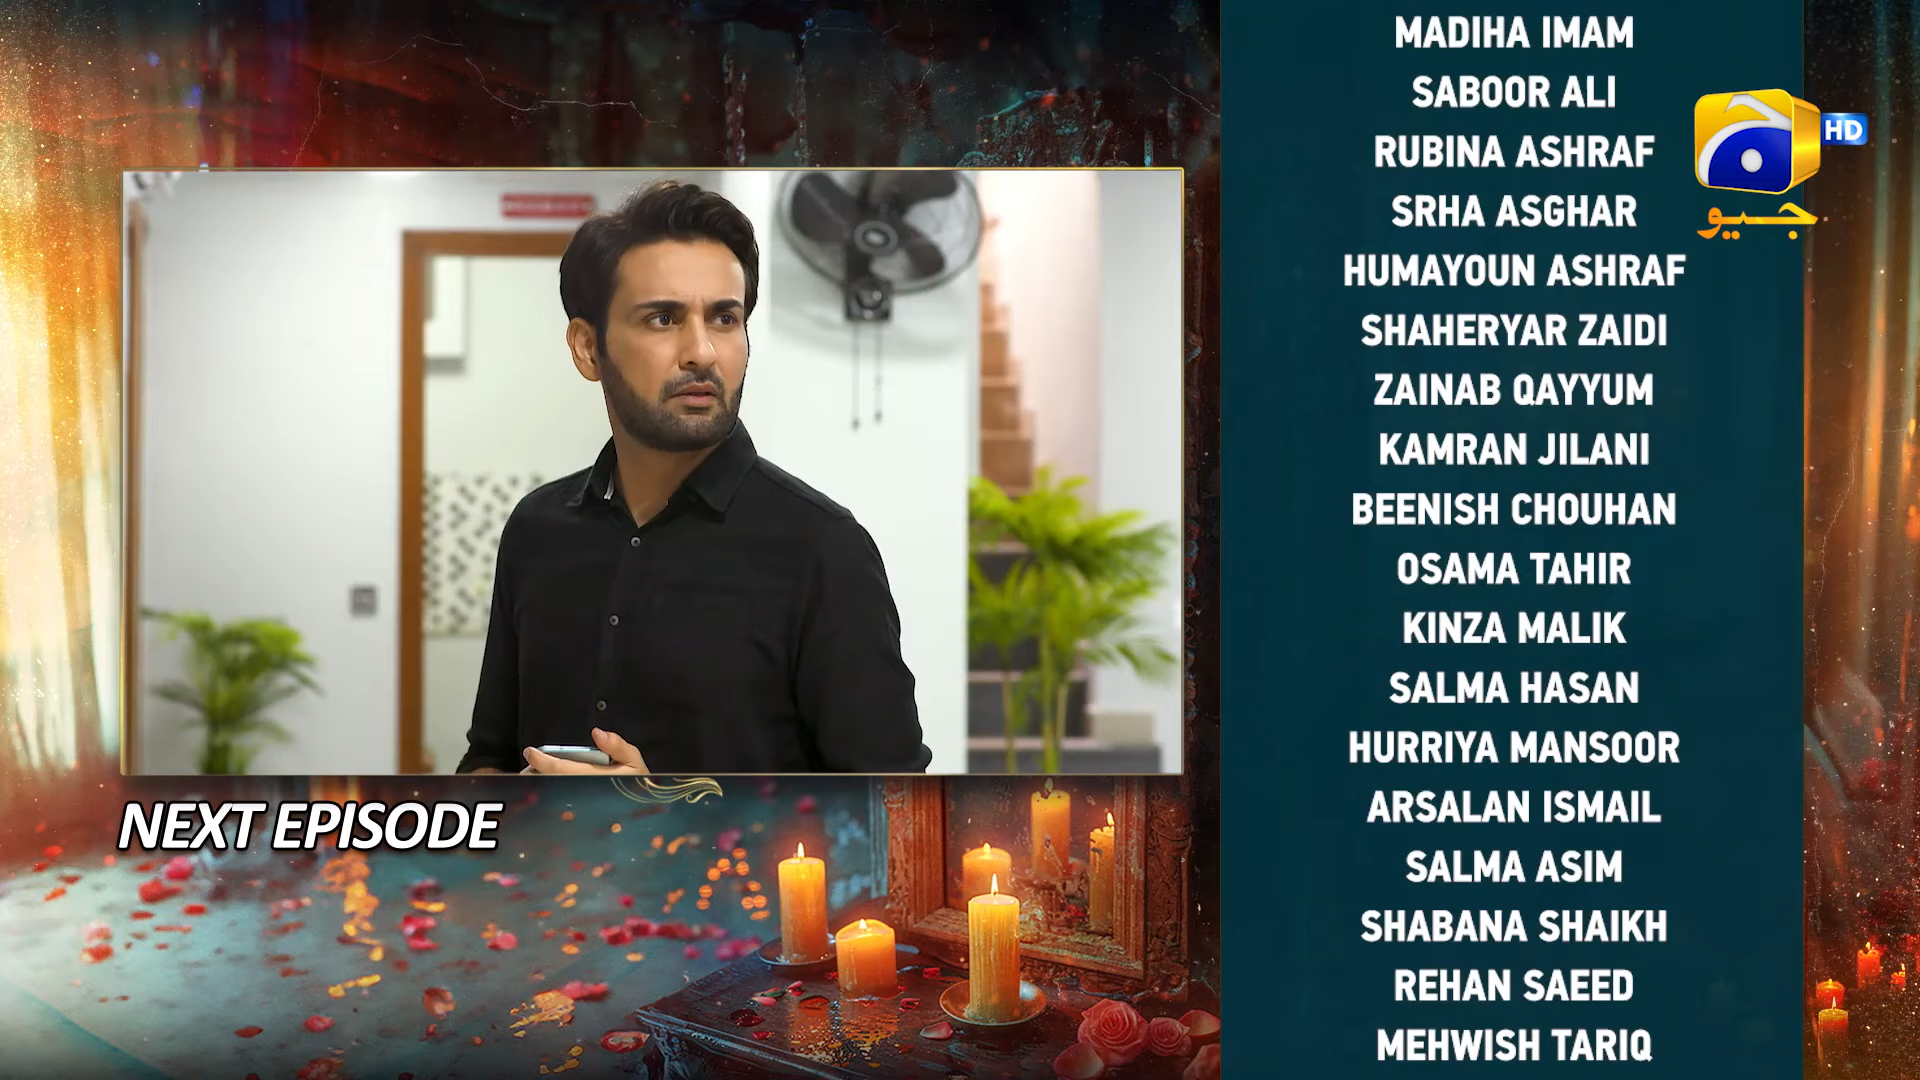 NEXT EPISODE
MADIHA IMAM
SABOOR ALI
RUBINA ASHRAF
SRHA ASGHAR
HUMAYOUN ASHRAF
SHAHERYAR ZAIDI
ZAINAB QAYYUM
KAMRAN JILANI
BEENISH CHOUHAN
OSAMA TAHIR
KINZA MALIK
SALMA HASAN
HURRIYA MANSOOR
ARSALAN ISMAIL
SALMA ASIM
SHABANA SHAIKH
REHAN SAEED
MEHWISH TARIQ
HD
جیو